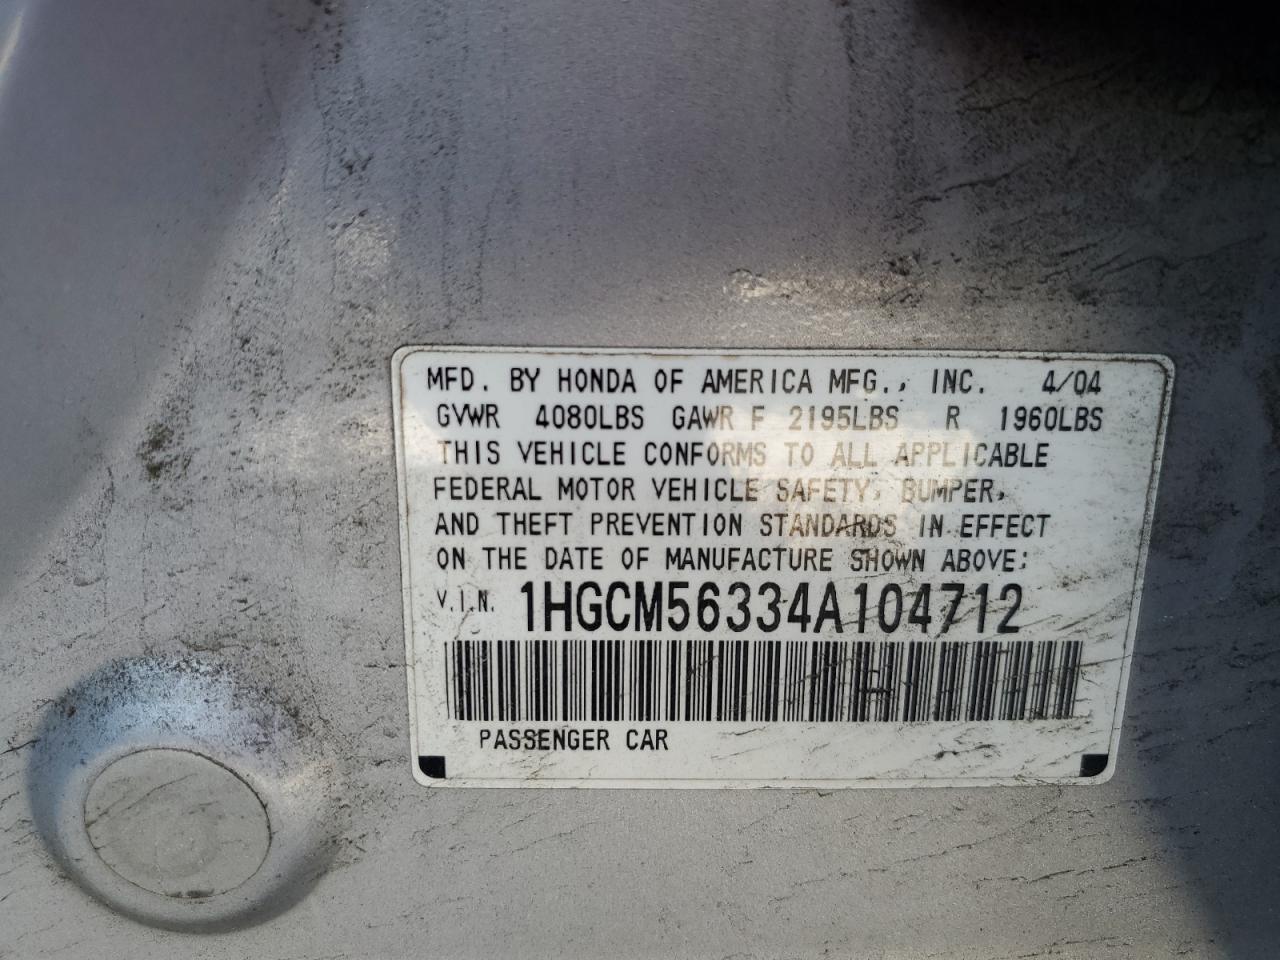 MFD. BY HONDA OF AMERICA MFG., INC. 4/04
GVWR 4080LBS GAWR F 2195LBS R 1960LBS
THIS VEHICLE CONFORMS TO ALL APPLICABLE
FEDERAL MOTOR VEHICLE SAFETY, BUMPER,
AND THEFT PREVENTION STANDARDS IN EFFECT
ON THE DATE OF MANUFACTURE SHOWN ABOVE:
V.I.N. 1HGCM56334A104712
PASSENGER CAR